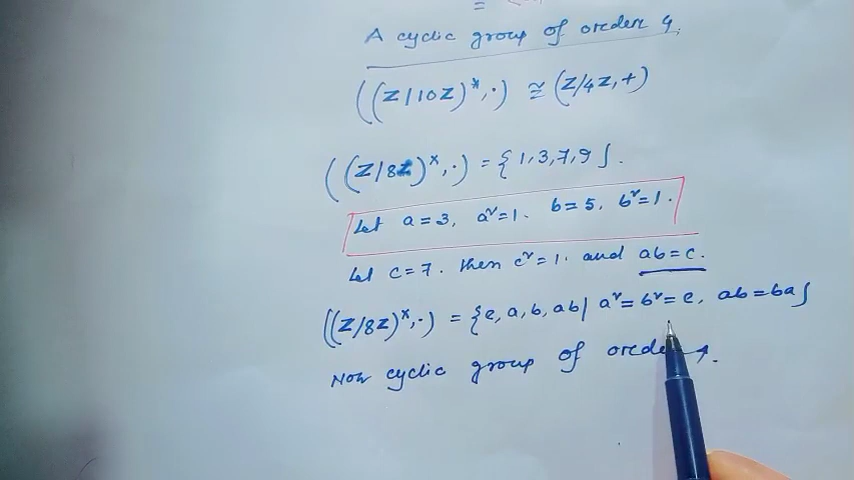 =
A cyclic group of order 4.
((Z/10Z)*, ·) ≅ (Z/4Z, +)
((Z/8Z)ˣ, ·) = {1, 3, 7, 9}.
Let a = 3, a² = 1. b = 5, b² = 1.
Let c = 7. then c² = 1. and ab = c.
((Z/8Z)ˣ, ·) = {e, a, b, ab | a² = b² = e, ab = ba}
Non cyclic group of order 4.